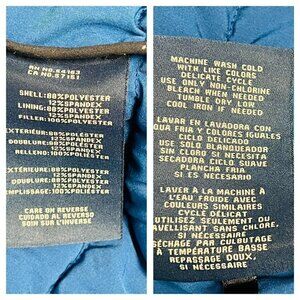 RN NO. 54163
CA NO. 57151
SHELL: 88% POLYESTER
12% SPANDEX
LINING: 88% POLYESTER
12% SPANDEX
FILLER: 100% POLYESTER
EXTÉRIEUR: 88% POLYESTER
12% SPANDEX
DOUBLURE: 88% POLYESTER
12% SPANDEX
RELLENO: 100% POLYESTER
EXTERIEURE: 88% POLYESTER
12% SPANDEX
DOUBLURE: 88% POLYESTER
12% SPANDEX
EMPLISSAGE: 100% POLYESTER
CARE ON REVERSE
CUIDADO AL REVERSO
SOIN SUR L'INVERSE
MACHINE WASH COLD
WITH LIKE COLORS
DELICATE CYCLE
USE ONLY NON-CHLORINE
BLEACH WHEN NEEDED
TUMBLE DRY LOW
COOL IRON IF NEEDED
LAVAR EN LAVADORA CON
QUA FRIA Y COLORES IGUALES
CICLO DELICADO
USE SOLO BLANQUEADOR
SIN CLORO SI NECESITA
SECADORA CICLO SUAVE
PLANCHA FRIA
SI ES NECESARIO
LAVER À LA MACHINE À
L'EAU FROIDE AVEC
COULEURS SIMILAIRES
CYCLE DÉLICAT
UTILISEZ SEULEMENT OU
AVELLISANT SANS CHLORE,
SI NÉCESSAIRE
SÉCHAGE PAR CULBUTAGE
À TEMPÉRATURE BASSE
REPASSAGE DOUX,
SI NÉCESSAIRE